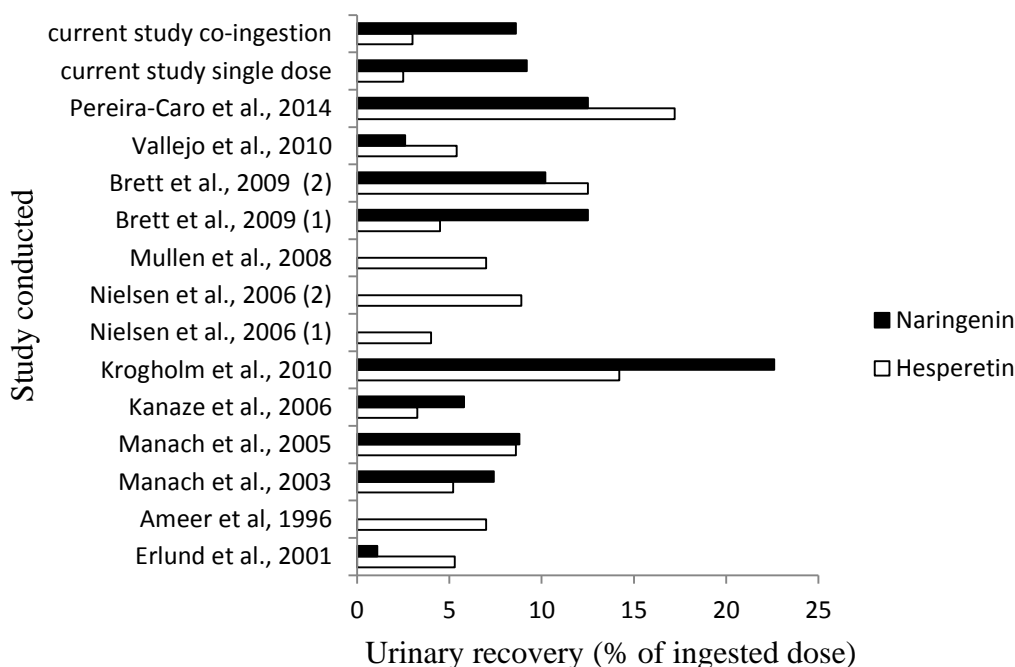 Study conducted
current study co-ingestion
current study single dose
Pereira-Caro et al., 2014
Vallejo et al., 2010
Brett et al., 2009  (2)
Brett et al., 2009 (1)
Mullen et al., 2008
Nielsen et al., 2006 (2)
Nielsen et al., 2006 (1)
Krogholm et al., 2010
Kanaze et al., 2006
Manach et al., 2005
Manach et al., 2003
Ameer et al, 1996
Erlund et al., 2001
Naringenin
Hesperetin
0 5 10 15 20 25
Urinary recovery (% of ingested dose)